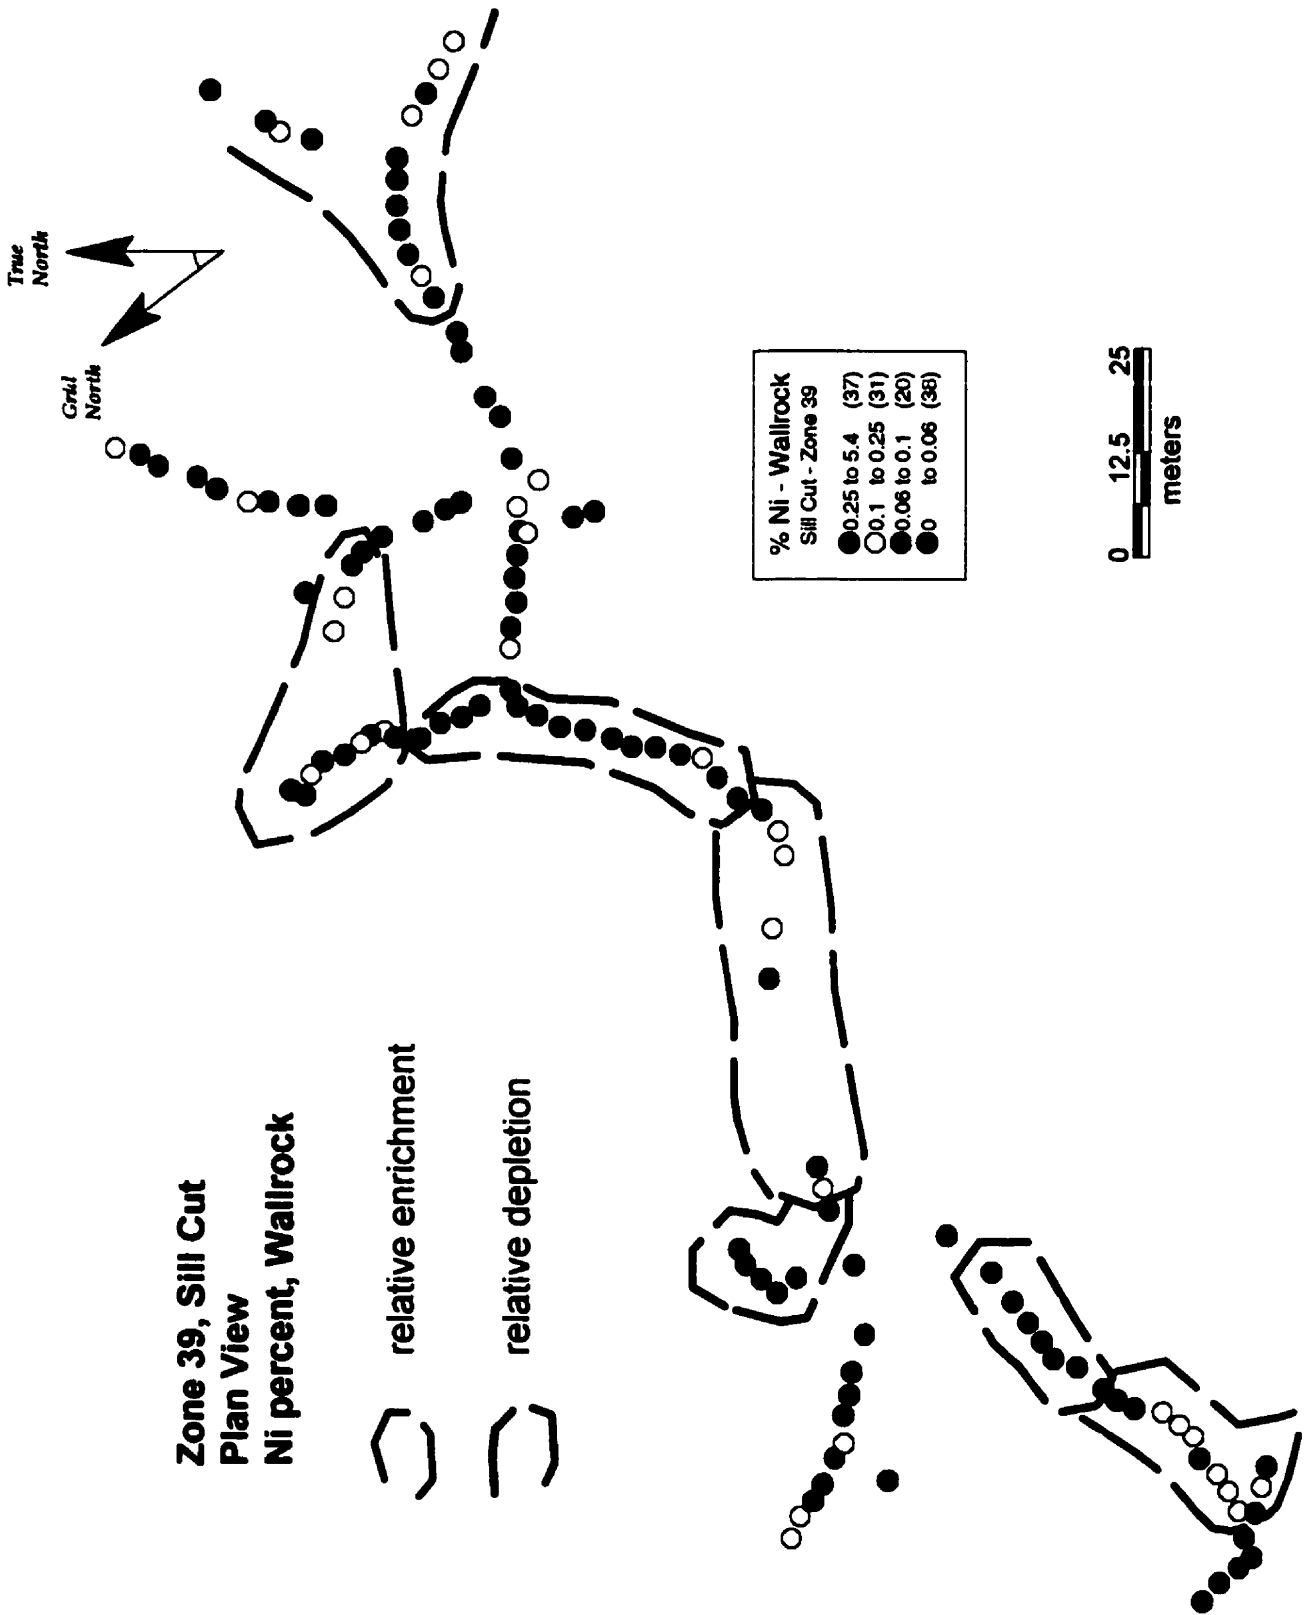 Zone 39, Sill Cut
Plan View
Ni percent, Wallrock
relative enrichment
relative depletion
Grid
North
True
North
% Ni - Wallrock
Sill Cut - Zone 39
0.25 to 5.4 (37)
0.1 to 0.25 (31)
0.06 to 0.1 (20)
0 to 0.06 (38)
0 12.5 25
meters